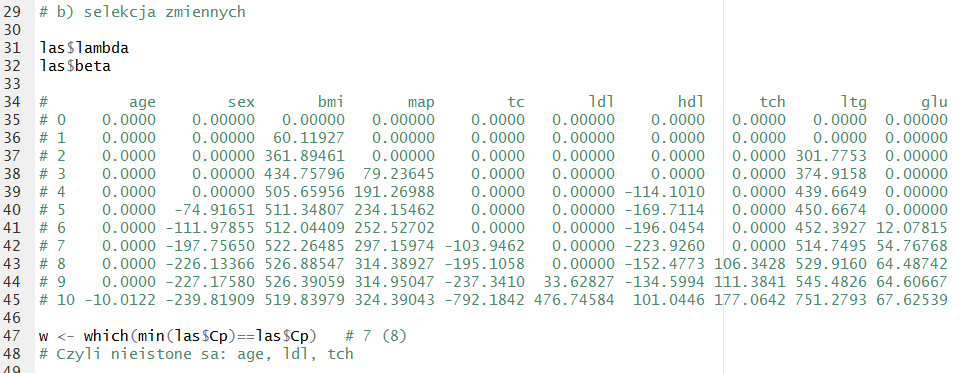 29 # b) selekcja zmiennych
30
31 las$lambda
32 las$beta
33
34 # age sex bmi map tc ldl hdl tch ltg glu
35 # 0 0.0000 0.00000 0.00000 0.00000 0.0000 0.00000 0.0000 0.0000 0.0000 0.00000
36 # 1 0.0000 0.00000 60.11927 0.00000 0.0000 0.00000 0.0000 0.0000 0.0000 0.00000
37 # 2 0.0000 0.00000 361.89461 0.00000 0.0000 0.00000 0.0000 0.0000 301.7753 0.00000
38 # 3 0.0000 0.00000 434.75796 79.23645 0.0000 0.00000 0.0000 0.0000 374.9158 0.00000
39 # 4 0.0000 0.00000 505.65956 191.26988 0.0000 0.00000 -114.1010 0.0000 439.6649 0.00000
40 # 5 0.0000 -74.91651 511.34807 234.15462 0.0000 0.00000 -169.7114 0.0000 450.6674 0.00000
41 # 6 0.0000 -111.97855 512.04409 252.52702 0.0000 0.00000 -196.0454 0.0000 452.3927 12.07815
42 # 7 0.0000 -197.75650 522.26485 297.15974 -103.9462 0.00000 -223.9260 0.0000 514.7495 54.76768
43 # 8 0.0000 -226.13366 526.88547 314.38927 -195.1058 0.00000 -152.4773 106.3428 529.9160 64.48742
44 # 9 0.0000 -227.17580 526.39059 314.95047 -237.3410 33.62827 -134.5994 111.3841 545.4826 64.60667
45 # 10 -10.0122 -239.81909 519.83979 324.39043 -792.1842 476.74584 101.0446 177.0642 751.2793 67.62539
46
47 w <- which(min(las$Cp)==las$Cp) # 7 (8)
48 # Czyli nieistone sa: age, ldl, tch
49